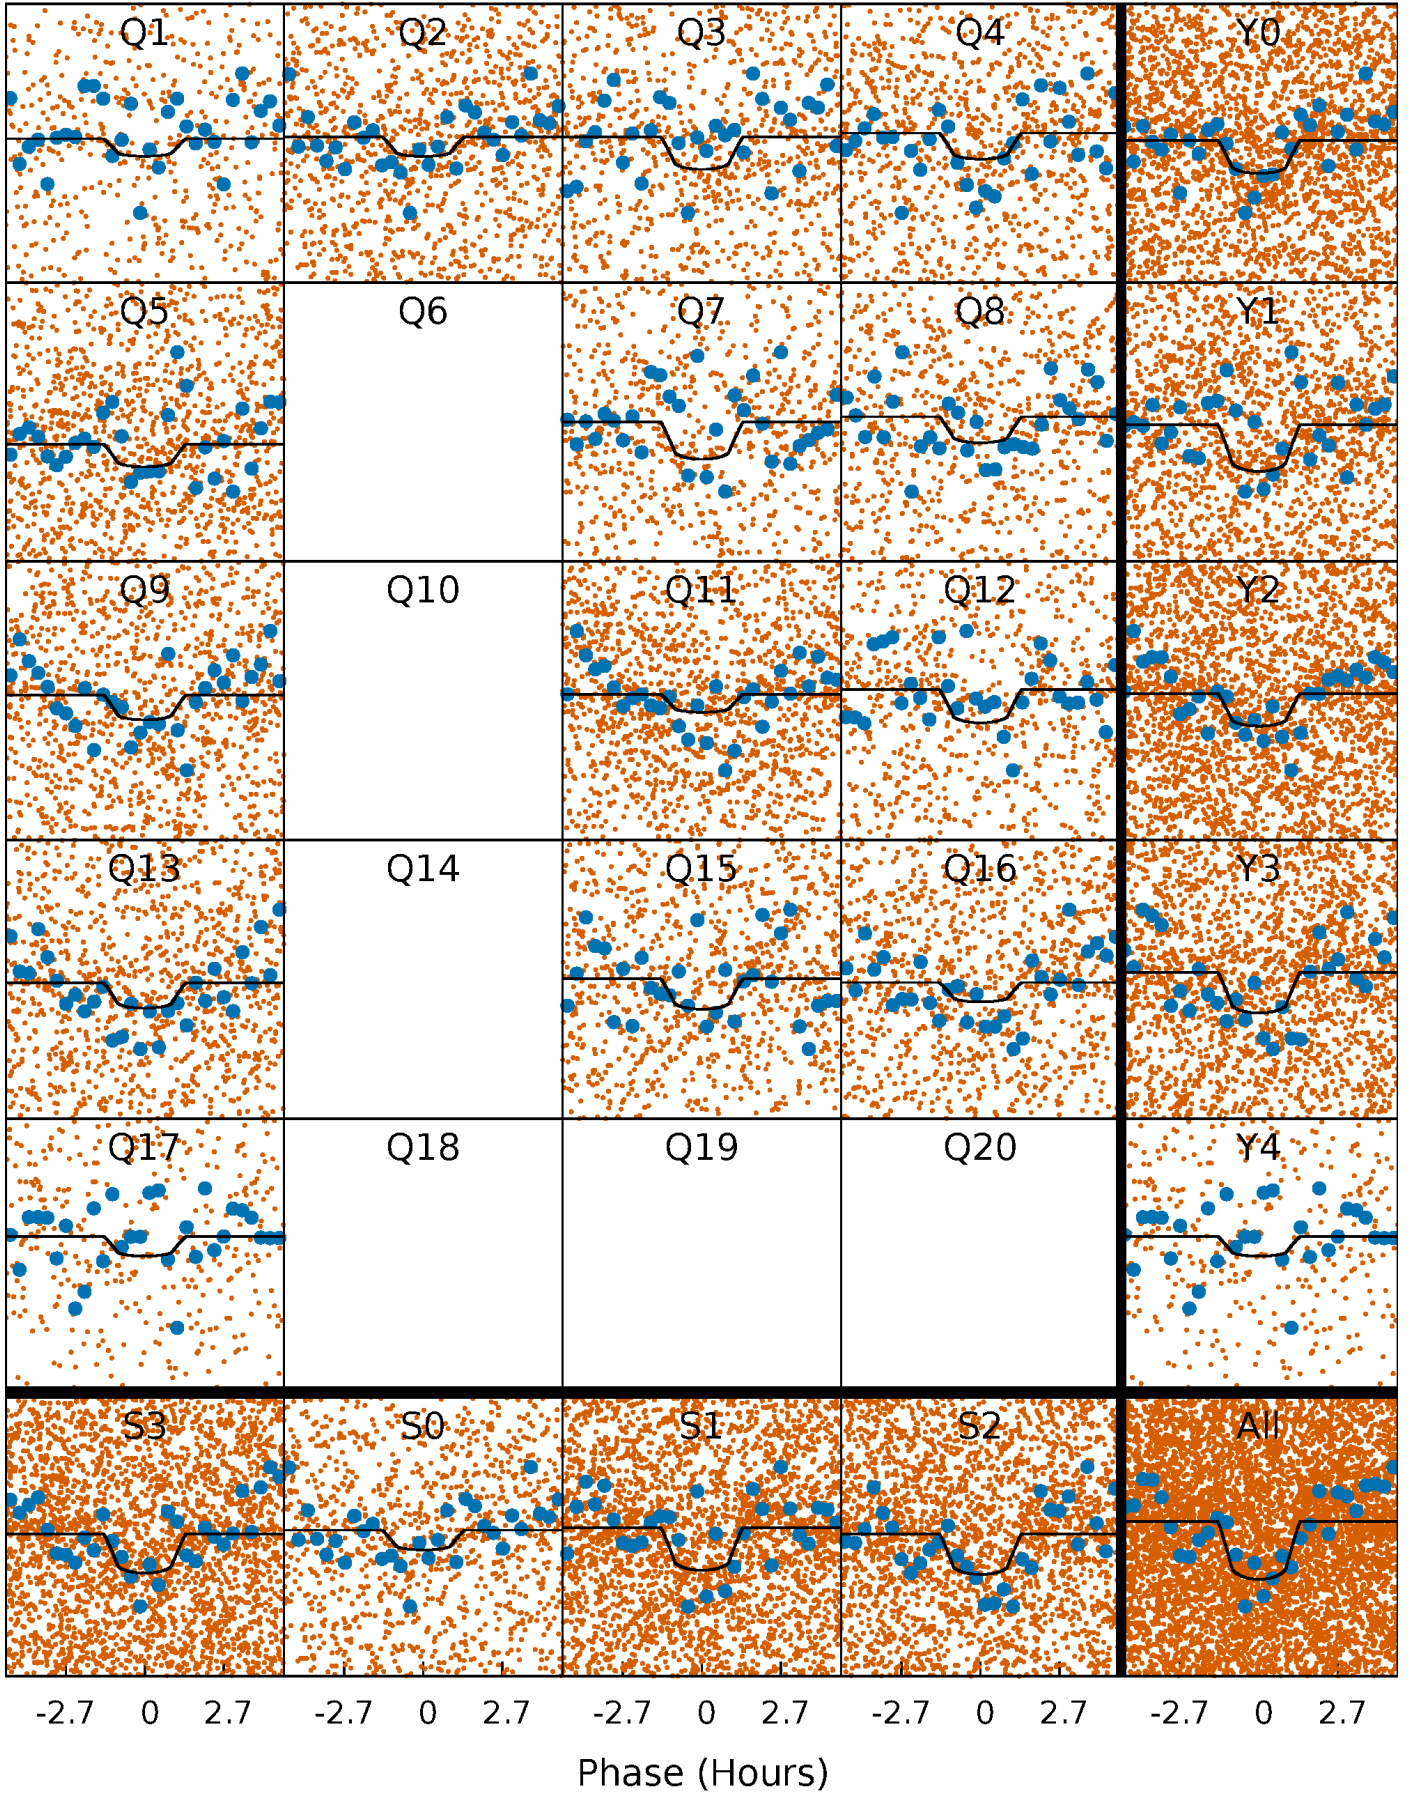 Q1 Q2 Q3 Q4 Y0
Q5 Q6 Q7 Q8 Y1
Q9 Q10 Q11 Q12 Y2
Q13 Q14 Q15 Q16 Y3
Q17 Q18 Q19 Q20 Y4
S3 S0 S1 S2 All
-2.7 0 2.7 -2.7 0 2.7 -2.7 0 2.7 -2.7 0 2.7 -2.7 0 2.7
Phase (Hours)